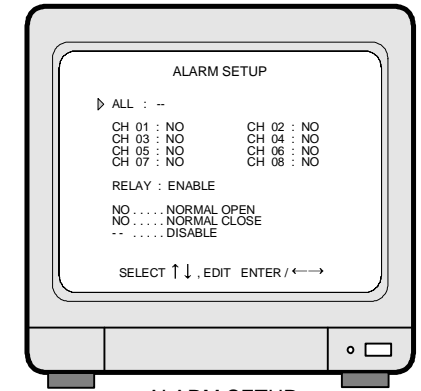 ALARM SETUP
ALL : --
CH 01 : NO CH 02 : NO
CH 03 : NO CH 04 : NO
CH 05 : NO CH 06 : NO
CH 07 : NO CH 08 : NO
RELAY : ENABLE
NO ..... NORMAL OPEN
NO ..... NORMAL CLOSE
-- ..... DISABLE
SELECT ↑↓ , EDIT ENTER / ←→
ALARM SETUP